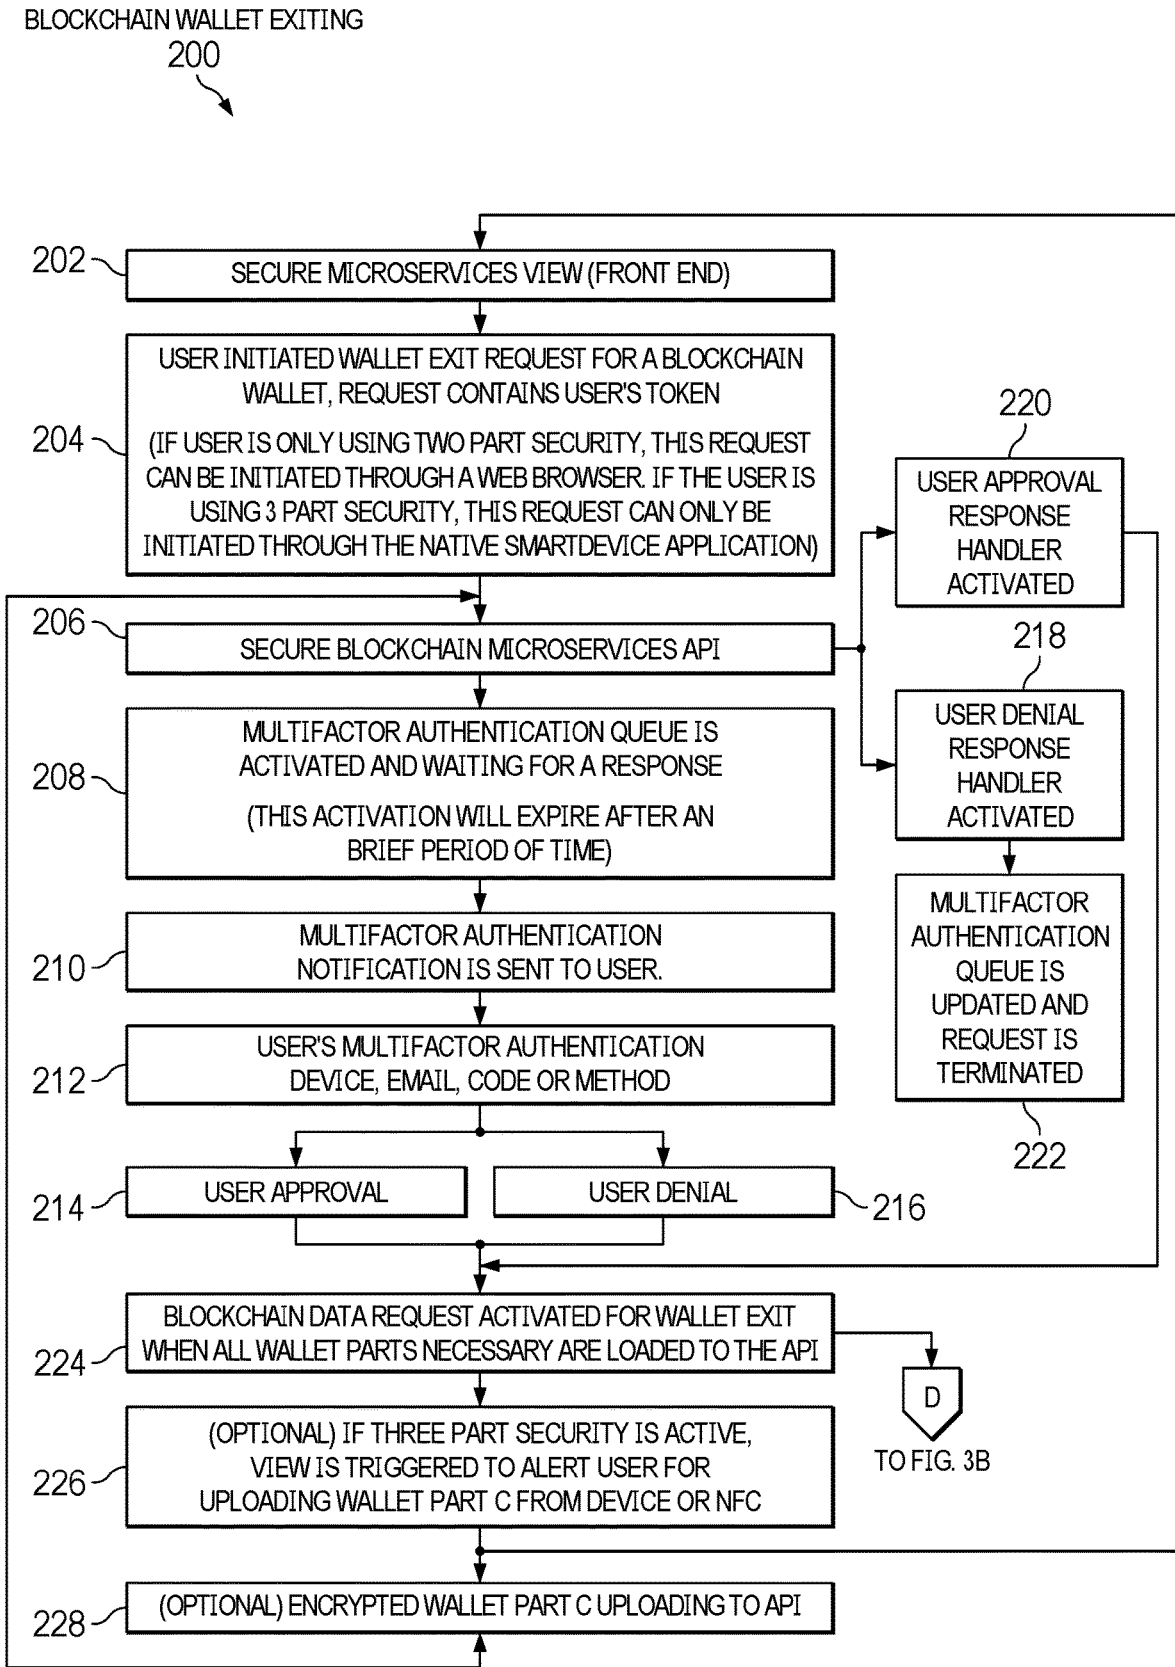 BLOCKCHAIN WALLET EXITING
200
202
SECURE MICROSERVICES VIEW (FRONT END)
204
USER INITIATED WALLET EXIT REQUEST FOR A BLOCKCHAIN
WALLET, REQUEST CONTAINS USER'S TOKEN
(IF USER IS ONLY USING TWO PART SECURITY, THIS REQUEST
CAN BE INITIATED THROUGH A WEB BROWSER. IF THE USER IS
USING 3 PART SECURITY, THIS REQUEST CAN ONLY BE
INITIATED THROUGH THE NATIVE SMARTDEVICE APPLICATION)
206
SECURE BLOCKCHAIN MICROSERVICES API
208
MULTIFACTOR AUTHENTICATION QUEUE IS
ACTIVATED AND WAITING FOR A RESPONSE
(THIS ACTIVATION WILL EXPIRE AFTER AN
BRIEF PERIOD OF TIME)
210
MULTIFACTOR AUTHENTICATION
NOTIFICATION IS SENT TO USER.
212
USER'S MULTIFACTOR AUTHENTICATION
DEVICE, EMAIL, CODE OR METHOD
214
USER APPROVAL
USER DENIAL
216
220
USER APPROVAL
RESPONSE
HANDLER
ACTIVATED
218
USER DENIAL
RESPONSE
HANDLER
ACTIVATED
MULTIFACTOR
AUTHENTICATION
QUEUE IS
UPDATED AND
REQUEST IS
TERMINATED
222
224
BLOCKCHAIN DATA REQUEST ACTIVATED FOR WALLET EXIT
WHEN ALL WALLET PARTS NECESSARY ARE LOADED TO THE API
D
TO FIG. 3B
226
(OPTIONAL) IF THREE PART SECURITY IS ACTIVE,
VIEW IS TRIGGERED TO ALERT USER FOR
UPLOADING WALLET PART C FROM DEVICE OR NFC
228
(OPTIONAL) ENCRYPTED WALLET PART C UPLOADING TO API